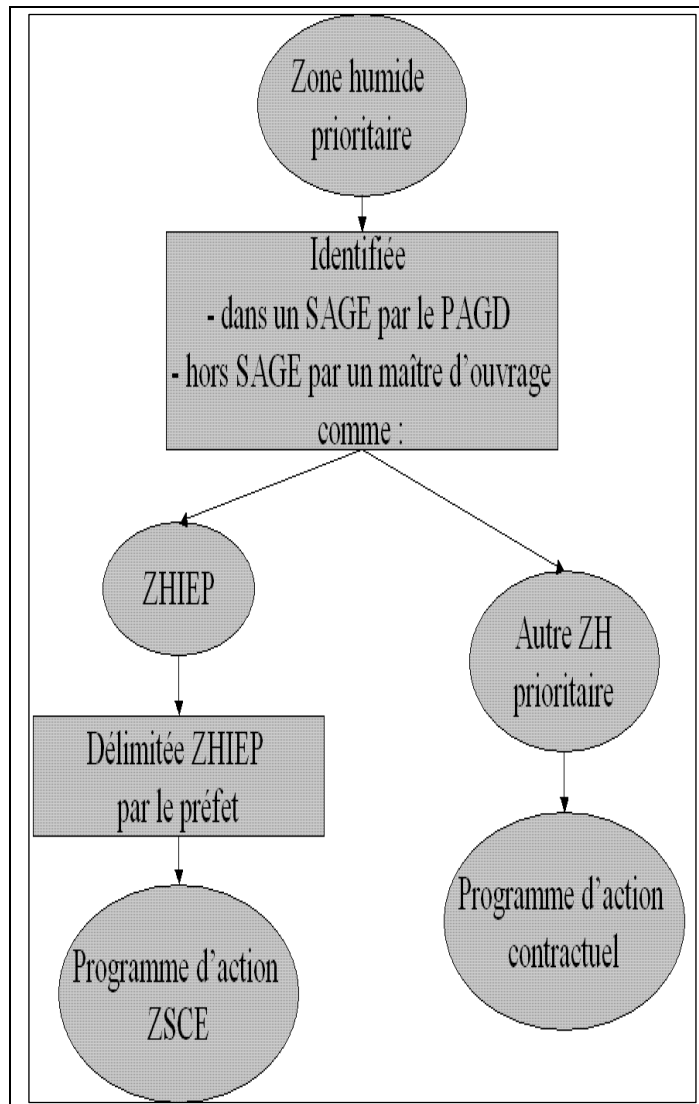 Zone humide
prioritaire
Identifiée
- dans un SAGE par le PAGD
- hors SAGE par un maître d'ouvrage
comme :
ZHIEP
Autre ZH
prioritaire
Délimitée ZHIEP
par le préfet
Programme d'action
contractuel
Programme d'action
ZSCE